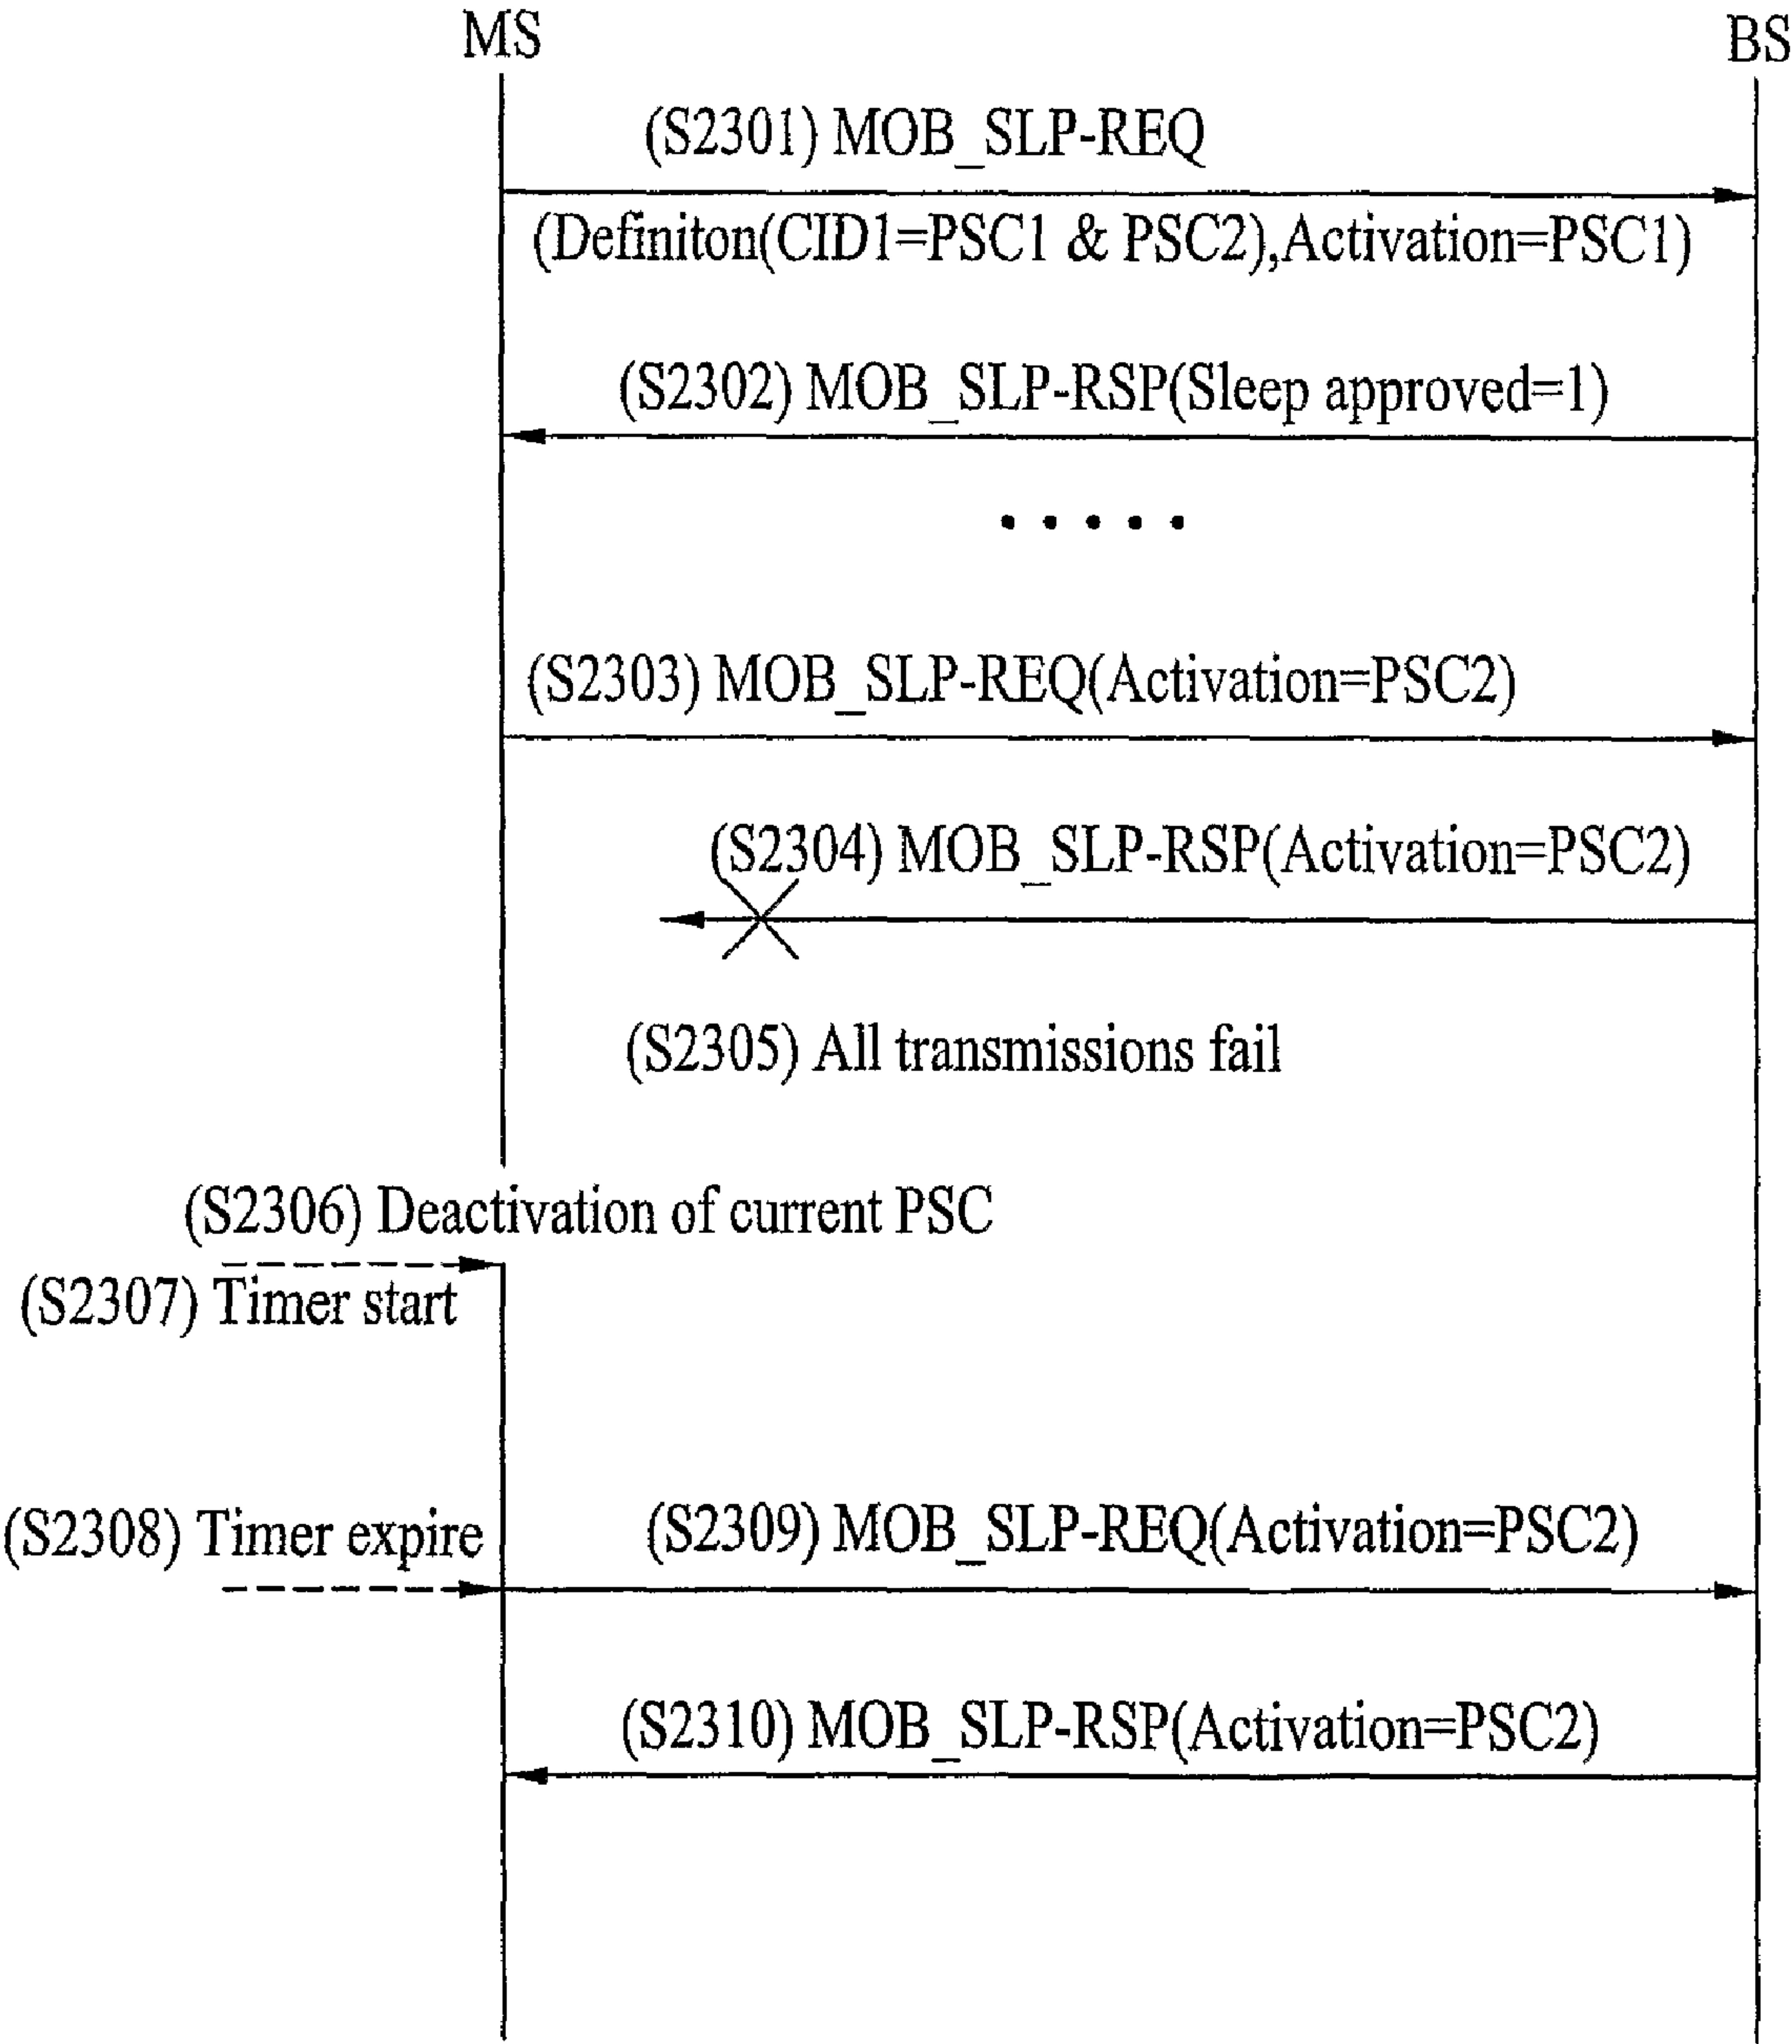 MS
BS
(S2301) MOB_SLP-REQ
(Definiton(CID1=PSC1 & PSC2),Activation=PSC1)
(S2302) MOB_SLP-RSP(Sleep approved=1)
.....
(S2303) MOB_SLP-REQ(Activation=PSC2)
(S2304) MOB_SLP-RSP(Activation=PSC2)
(S2305) All transmissions fail
(S2306) Deactivation of current PSC
(S2307) Timer start
(S2308) Timer expire
(S2309) MOB_SLP-REQ(Activation=PSC2)
(S2310) MOB_SLP-RSP(Activation=PSC2)